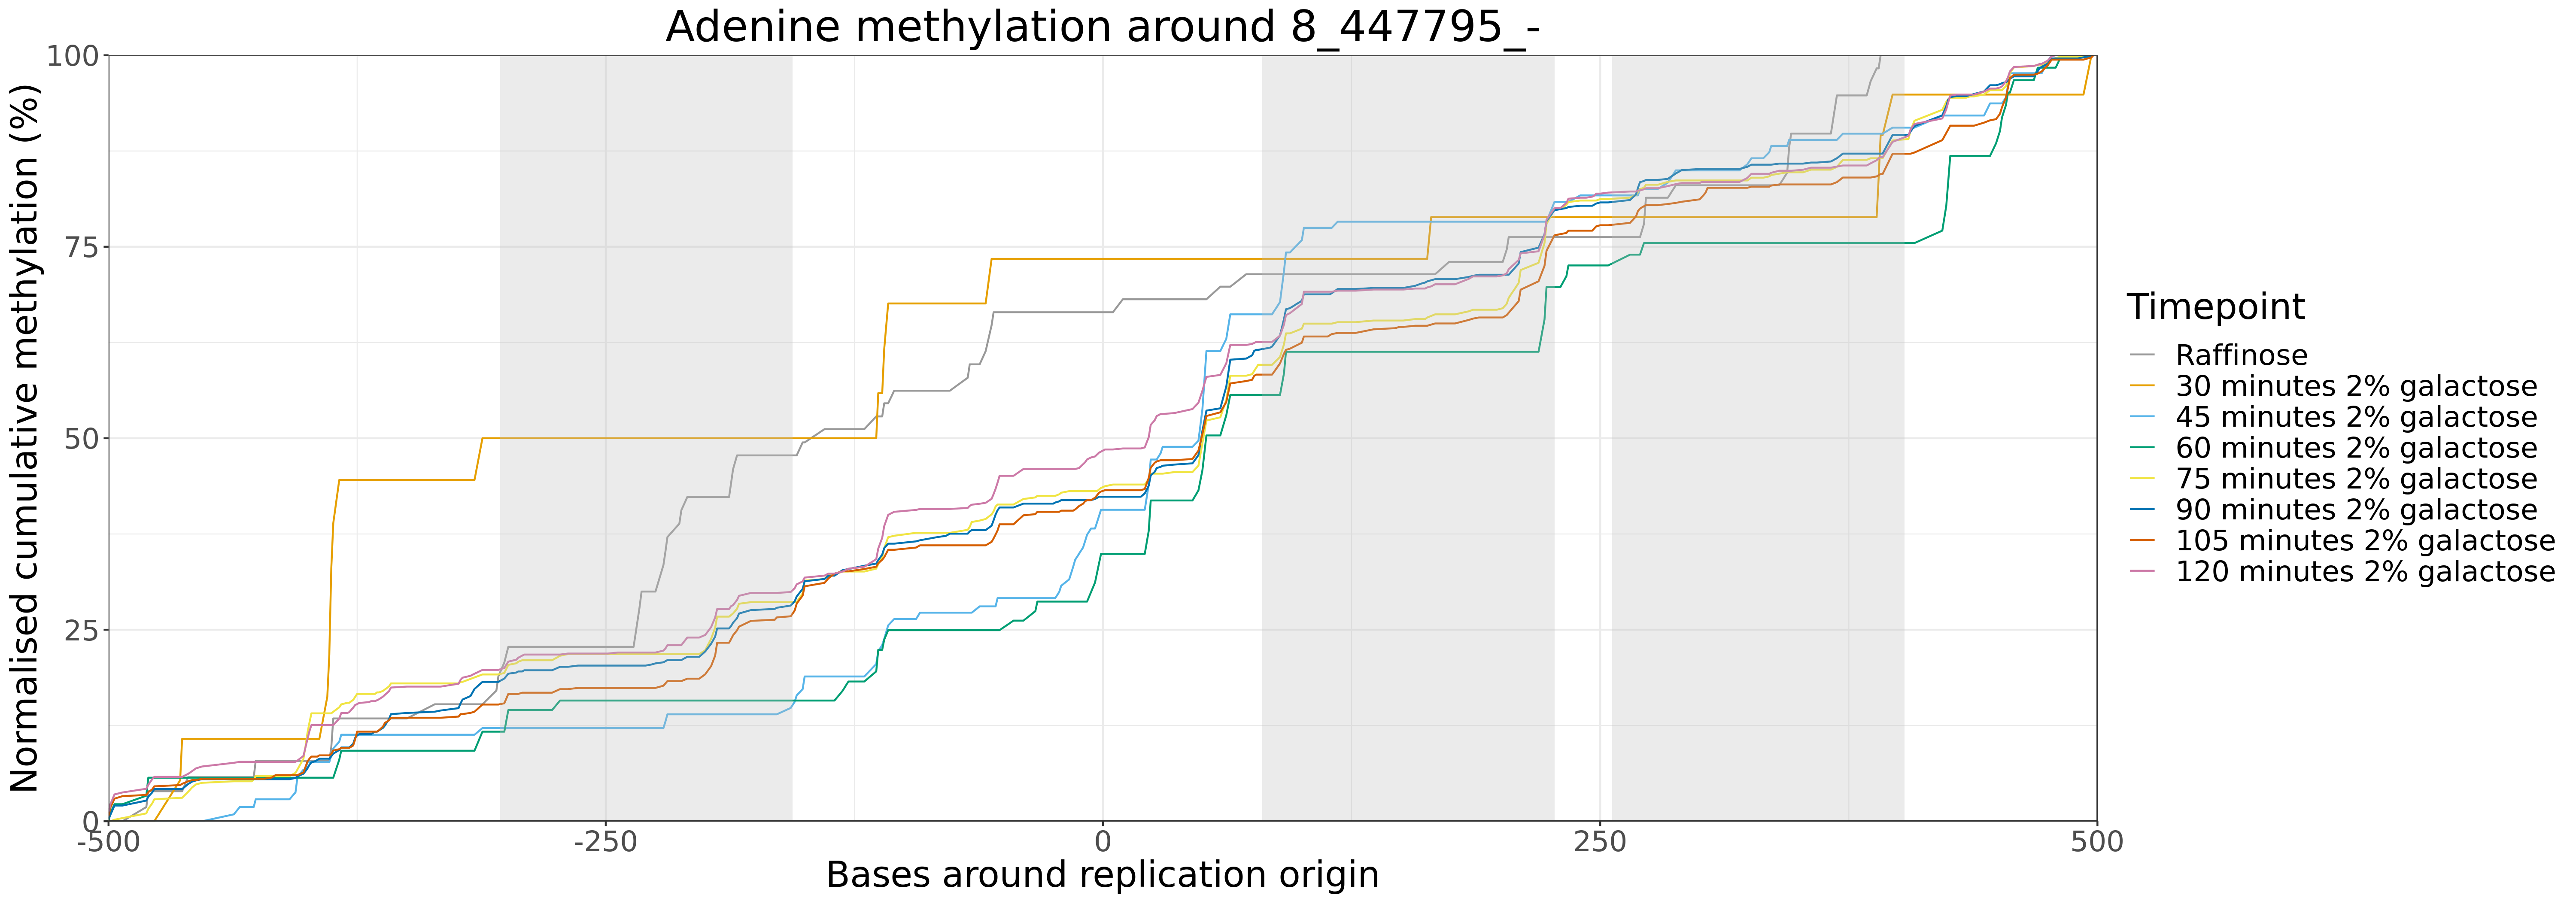 Adenine methylation around 8_447795_-
Normalised cumulative methylation (%)
100
75
50
25
0
-500
-250
0
250
500
Bases around replication origin
Timepoint
Raffinose
30 minutes 2% galactose
45 minutes 2% galactose
60 minutes 2% galactose
75 minutes 2% galactose
90 minutes 2% galactose
105 minutes 2% galactose
120 minutes 2% galactose